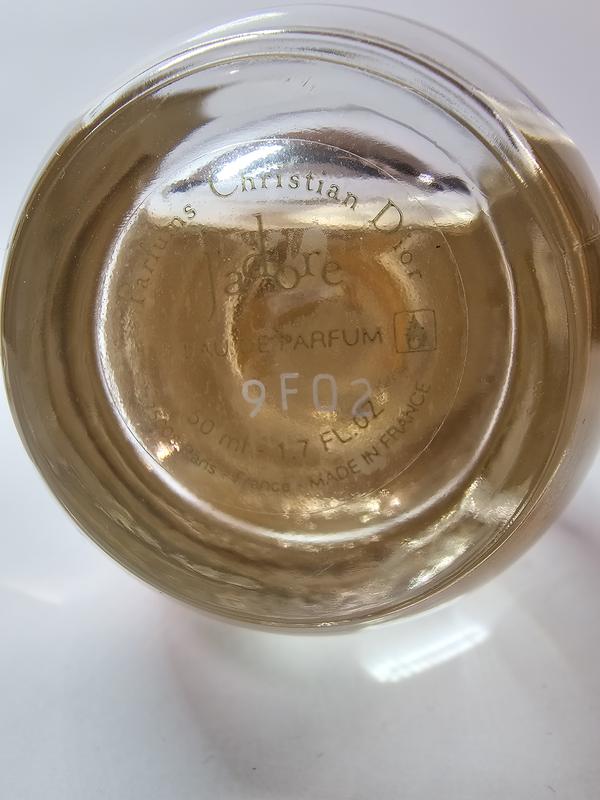 Parfums Christian Dior
J'adore
EAU DE PARFUM
9F02
50 ml - 1.7 FL.OZ
Paris - France - MADE IN FRANCE